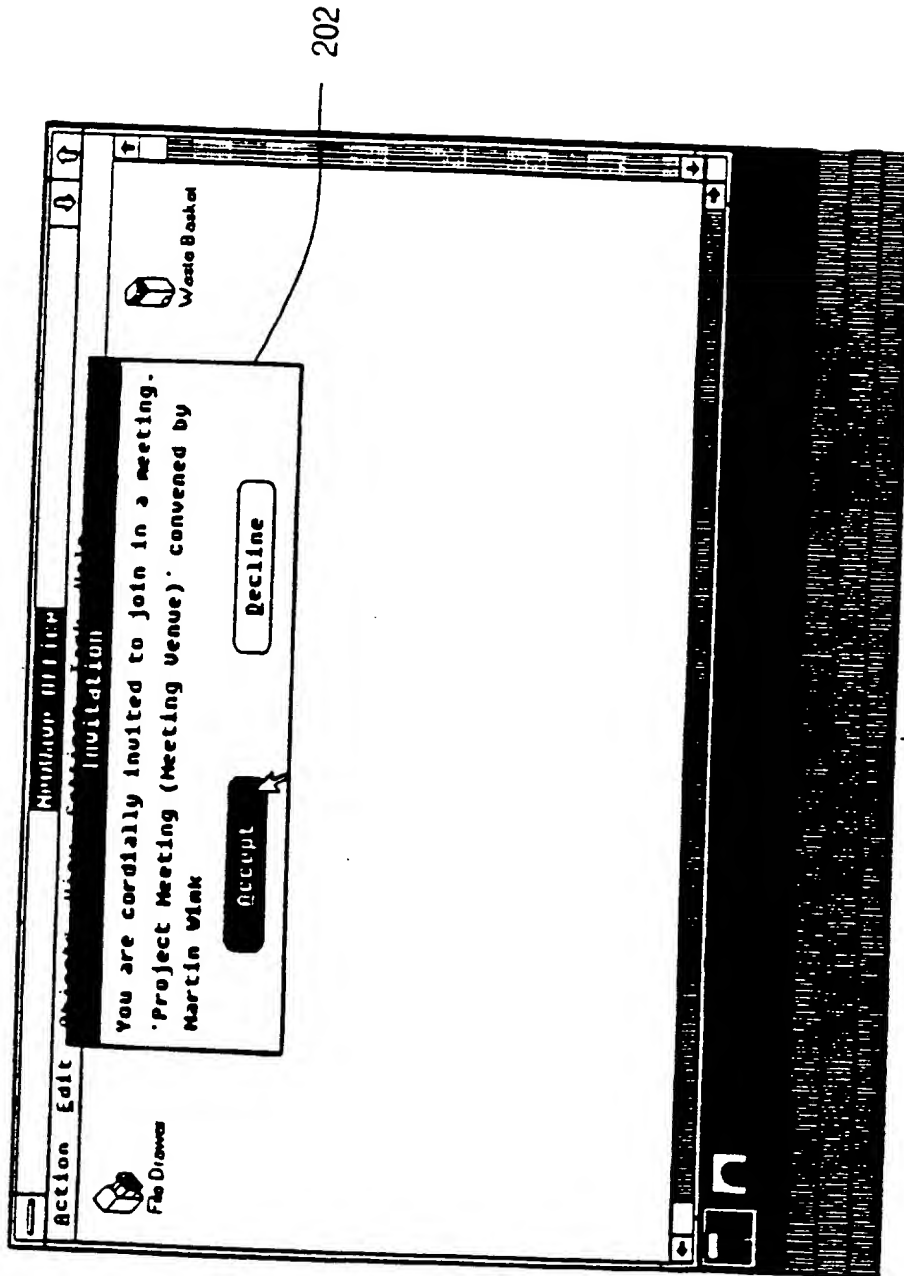 Invitation
Action Edit
You are cordially invited to join in a meeting.
'Project Meeting (Meeting Venue)' convened by
Martin Wink
Accept Decline
File Drawer
Waste Basket
202